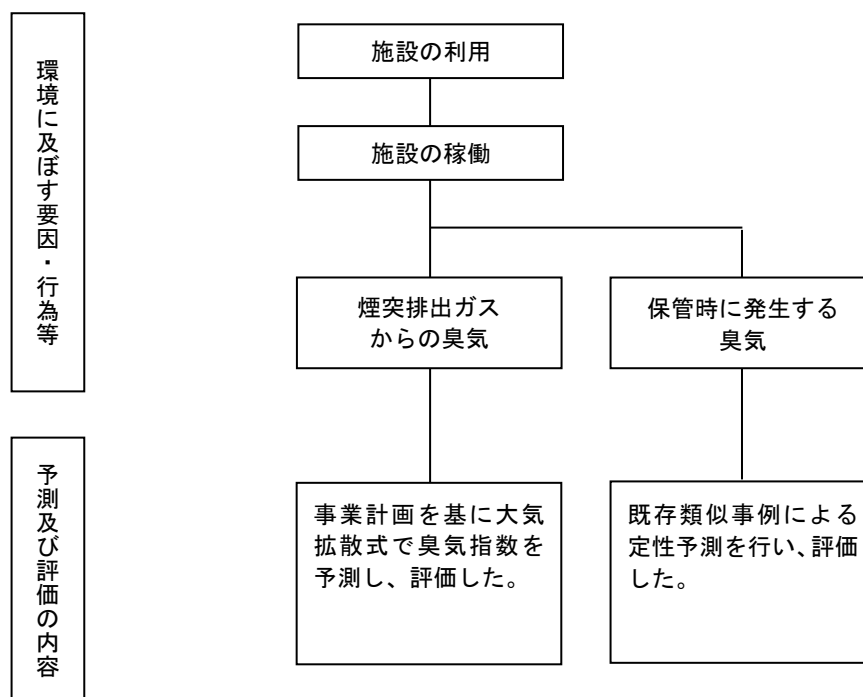 環境に及ぼす要因・行為等
施設の利用
施設の稼働
煙突排出ガス
からの臭気
保管時に発生する
臭気
予測及び評価の内容
事業計画を基に大気
拡散式で臭気指数を
予測し、評価した。
既存類似事例による
定性予測を行い、評価
した。